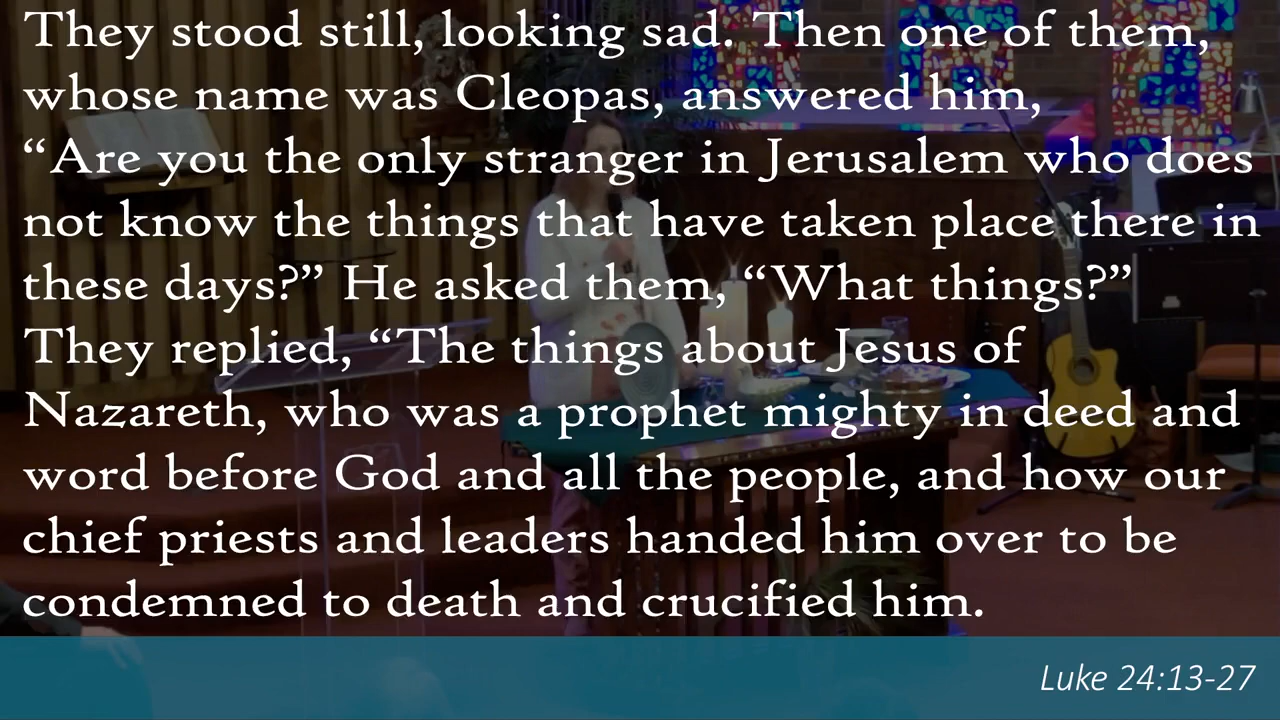 They stood still, looking sad. Then one of them,
whose name was Cleopas, answered him,
“Are you the only stranger in Jerusalem who does
not know the things that have taken place there in
these days?” He asked them, “What things?”
They replied, “The things about Jesus of
Nazareth, who was a prophet mighty in deed and
word before God and all the people, and how our
chief priests and leaders handed him over to be
condemned to death and crucified him.
Luke 24:13-27